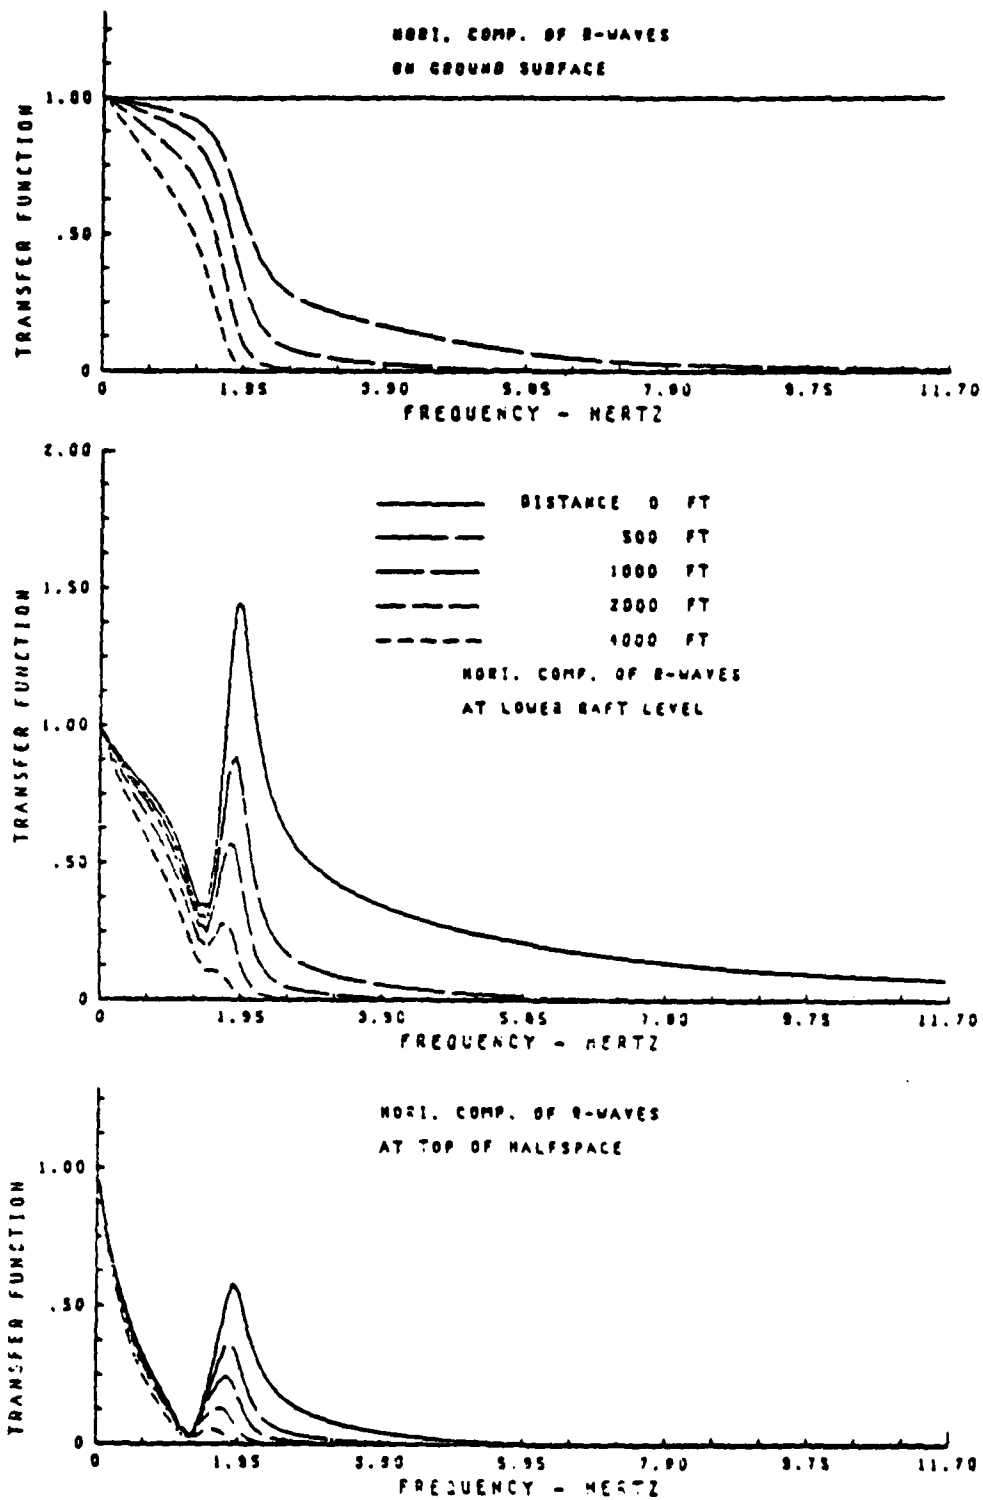 HORI. COMP. OF R-WAVES
ON GROUND SURFACE
1.00
.50
0
TRANSFER FUNCTION
0 1.95 3.90 5.85 7.80 9.75 11.70
FREQUENCY - HERTZ
2.00
1.50
1.00
.50
0
TRANSFER FUNCTION
DISTANCE 0 FT
500 FT
1000 FT
2000 FT
4000 FT
HORI. COMP. OF R-WAVES
AT LOWER RAFT LEVEL
0 1.95 3.90 5.85 7.80 9.75 11.70
FREQUENCY - HERTZ
HORI. COMP. OF R-WAVES
AT TOP OF HALFSPACE
1.00
.50
0
TRANSFER FUNCTION
0 1.95 3.90 5.85 7.80 9.75 11.70
FREQUENCY - HERTZ